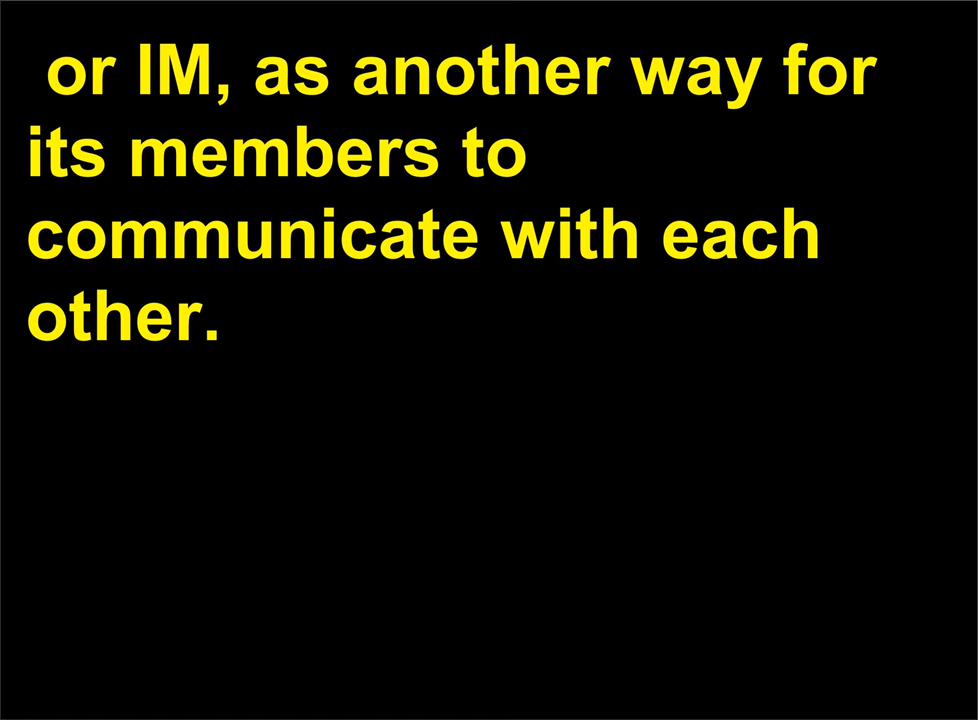 or IM, as another way for
its members to
communicate with each
other.